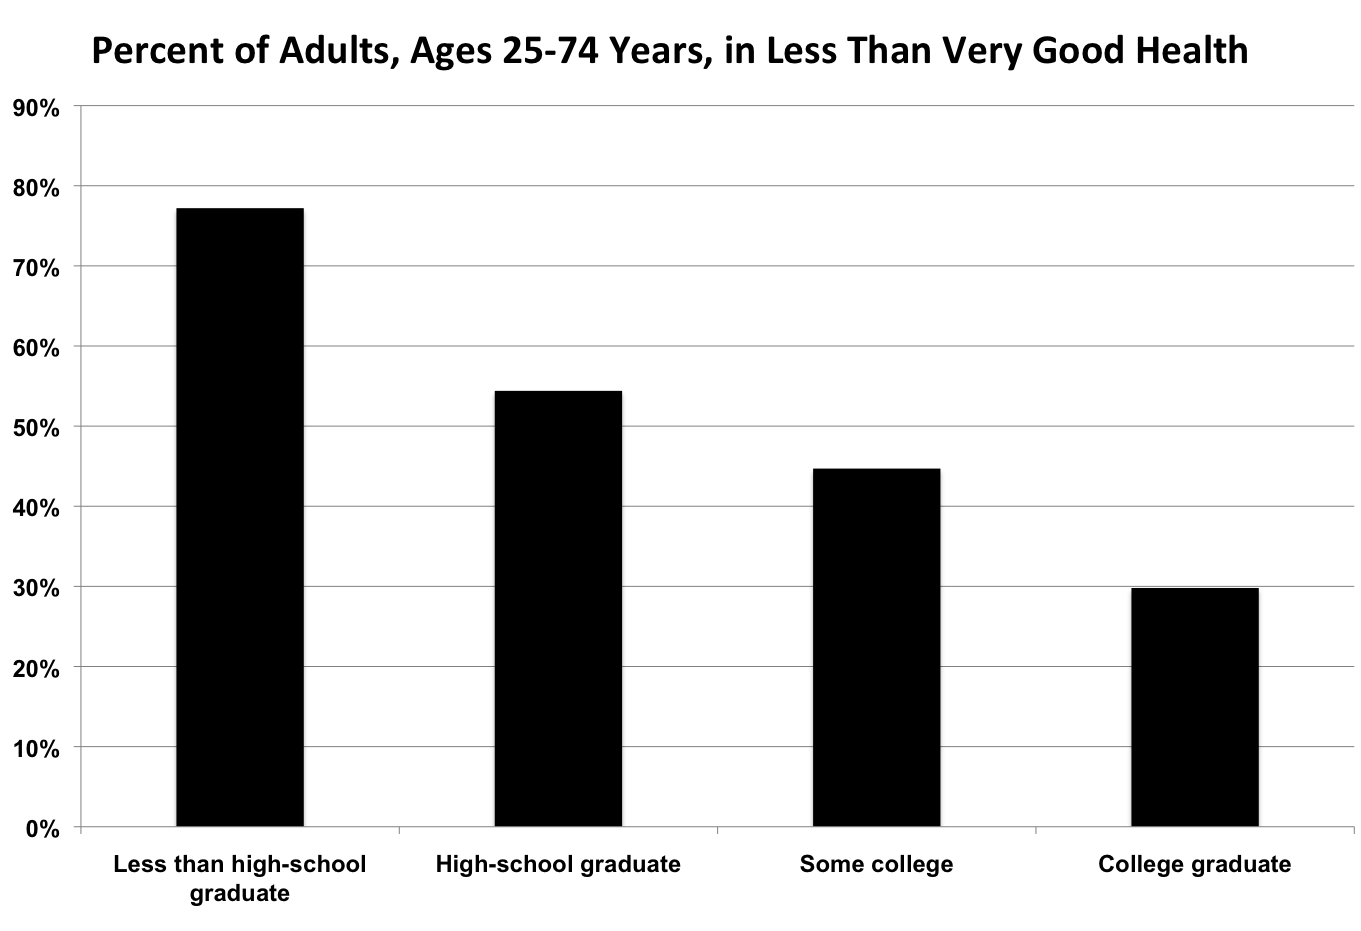 Percent of Adults, Ages 25-74 Years, in Less Than Very Good Health
90%
80%
70%
60%
50%
40%
30%
20%
10%
0%
Less than high-school
graduate
High-school graduate
Some college
College graduate